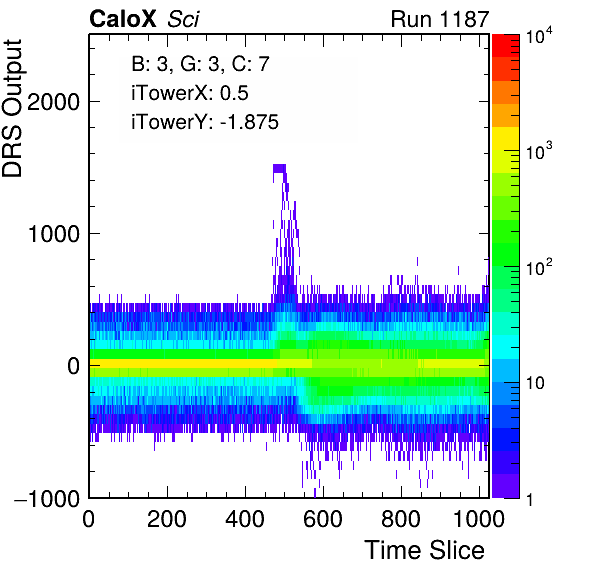 CaloX Sci Run 1187
DRS Output
B: 3, G: 3, C: 7
iTowerX: 0.5
iTowerY: -1.875
2000
1000
0
−1000
0 200 400 600 800 1000
Time Slice
10^4
10^3
10^2
10
1